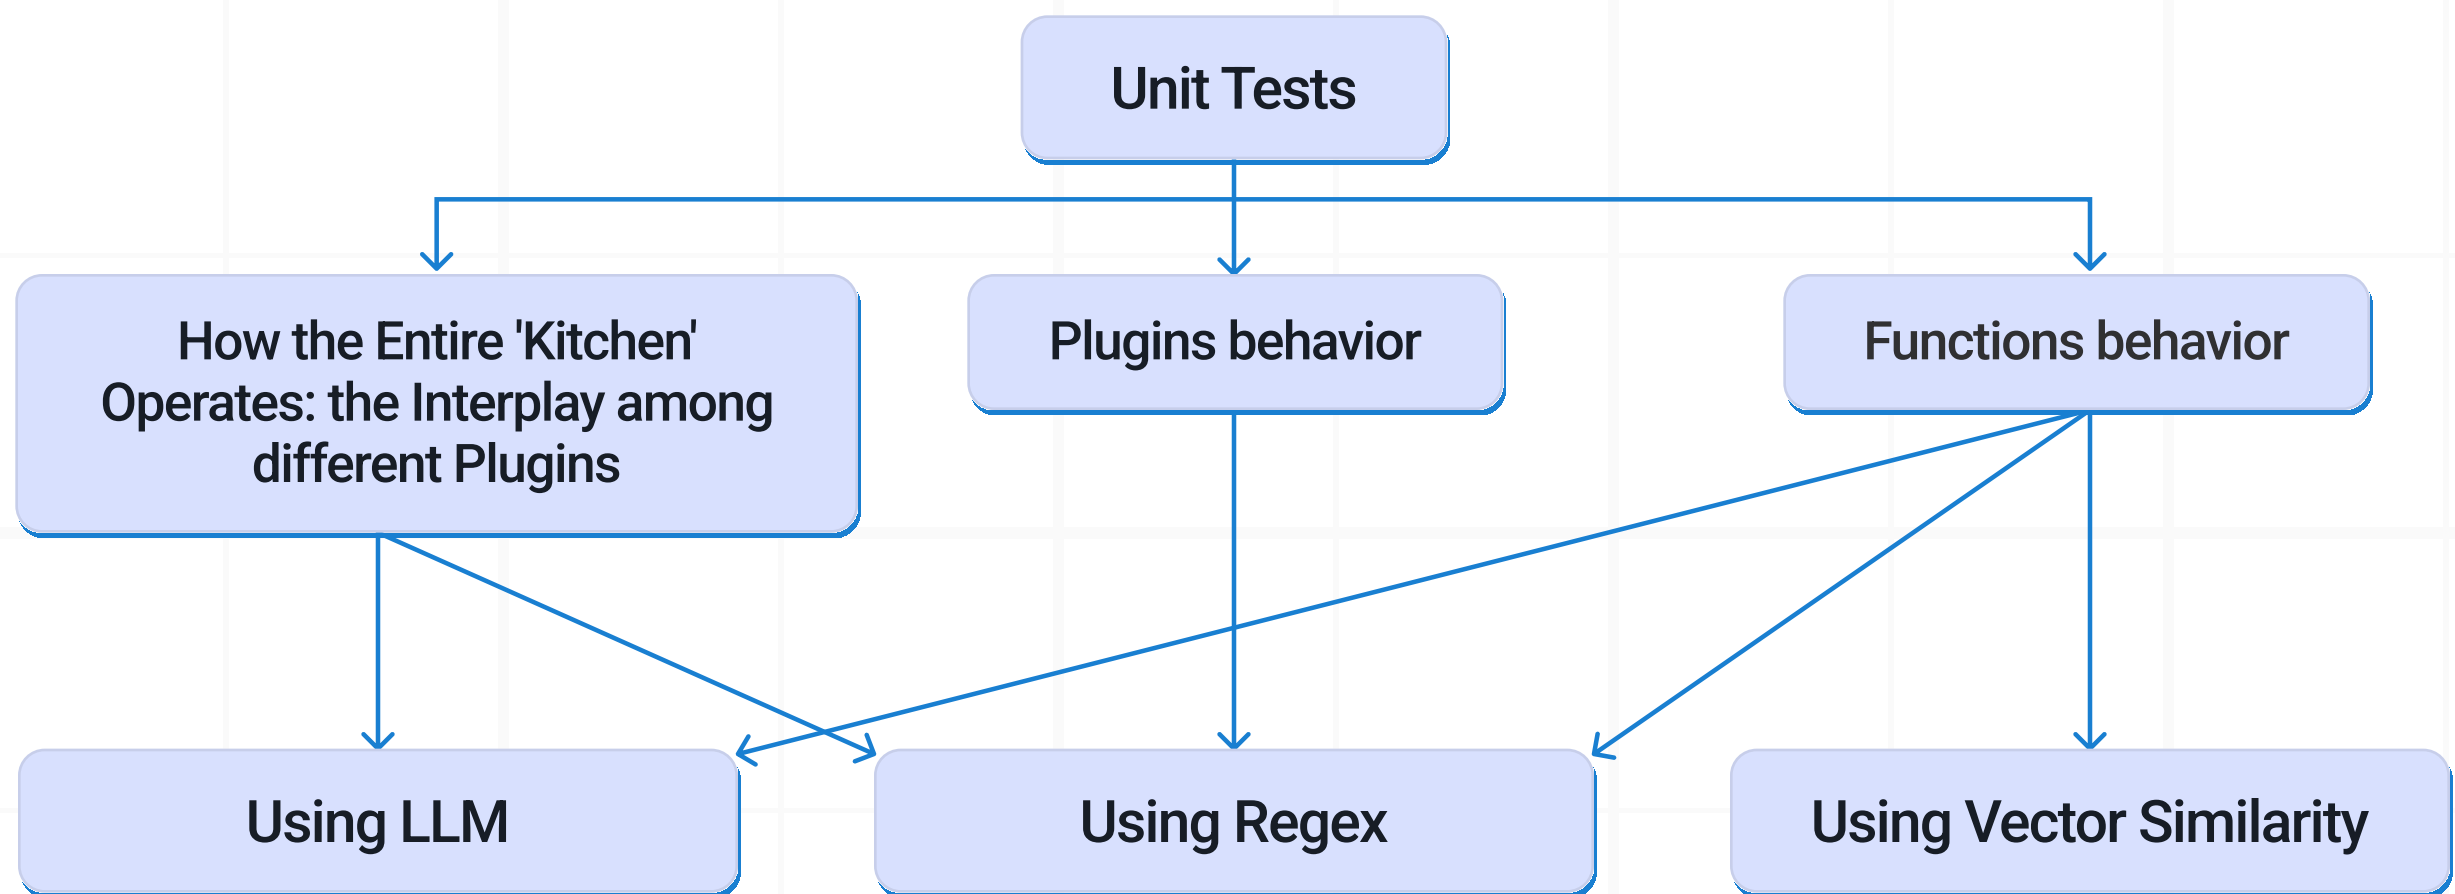 Unit Tests
How the Entire 'Kitchen'
Operates: the Interplay among
different Plugins
Plugins behavior
Functions behavior
Using LLM
Using Regex
Using Vector Similarity